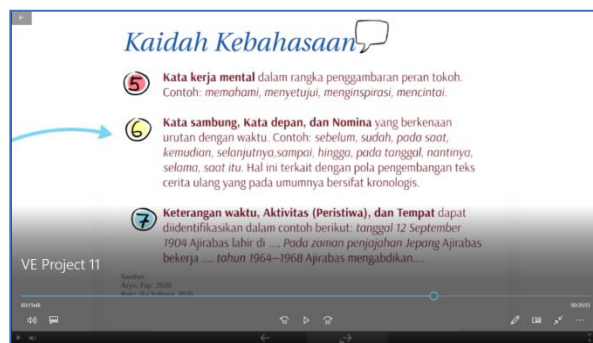 Kaidah Kebahasaan
5 Kata kerja mental dalam rangka penggambaran peran tokoh.
Contoh: memahami, menyetujui, menginspirasi, mencintai.
6 Kata sambung, Kata depan, dan Nomina yang berkenaan
urutan dengan waktu. Contoh: sebelum, sudah, pada saat,
kemudian, selanjutnya,sampai, hingga, pada tanggal, nantinya,
selama, saat itu. Hal ini terkait dengan pola pengembangan teks
cerita ulang yang pada umumnya bersifat kronologis.
7 Keterangan waktu, Aktivitas (Peristiwa), dan Tempat dapat
diidentifikasikan dalam contoh berikut: tanggal 12 September
1904 Ajirabas lahir di ..., Pada zaman penjajahan Jepang Ajirabas
bekerja ..., tahun 1964—1968 Ajirabas mengabdikan....
VE Project 11
Sumber